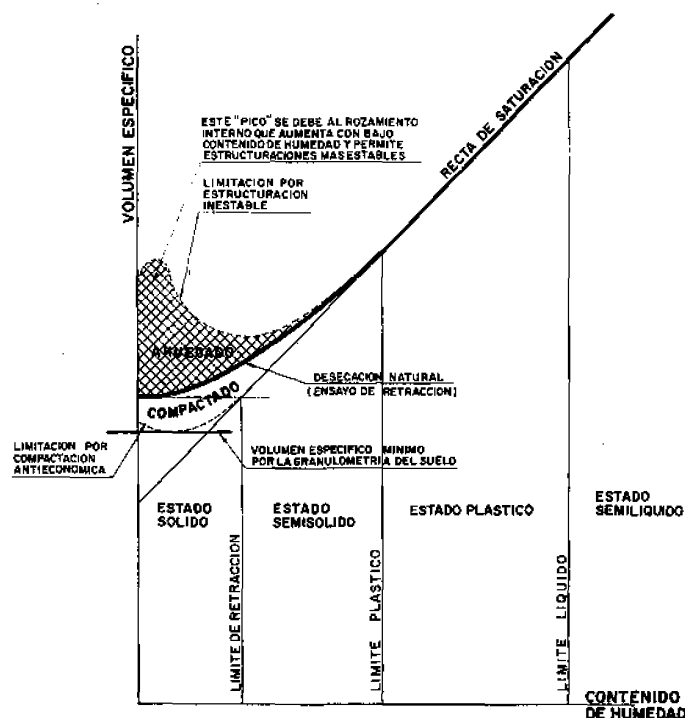 VOLUMEN ESPECIFICO
ESTE "PICO" SE DEBE AL ROZAMIENTO
INTERNO QUE AUMENTA CON BAJO
CONTENIDO DE HUMEDAD Y PERMITE
ESTRUCTURACIONES MAS ESTABLES
LIMITACION POR
ESTRUCTURACION
INESTABLE
RECTA DE SATURACION
AHUECADO
DESECACION NATURAL
(ENSAYO DE RETRACCION)
COMPACTADO
LIMITACION POR
COMPACTACION
ANTIECONOMICA
VOLUMEN ESPECIFICO MINIMO
POR LA GRANULOMETRIA DEL SUELO
ESTADO
SOLIDO
ESTADO
SEMISOLIDO
ESTADO PLASTICO
ESTADO
SEMILIQUIDO
LIMITE DE RETRACCION
LIMITE PLASTICO
LIMITE LIQUIDO
CONTENIDO
DE HUMEDAD